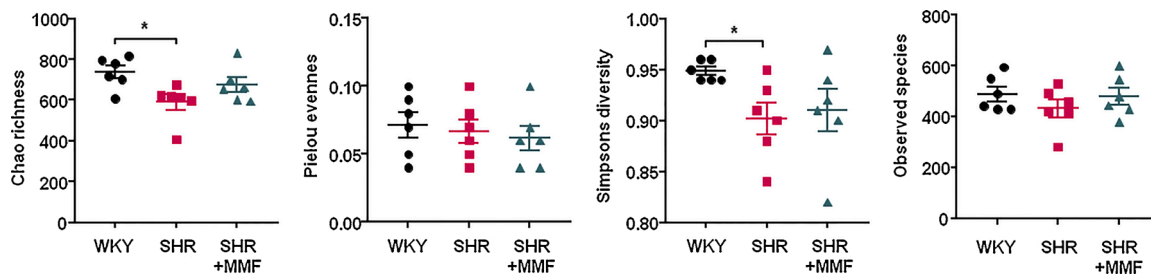 Chao richness
1000
800
600
400
200
0
*
WKY
SHR
SHR
+MMF
Pielou evennes
0.15
0.10
0.05
0.00
WKY
SHR
SHR
+MMF
Simpsons diversity
1.00
0.95
0.90
0.85
0.80
*
WKY
SHR
SHR
+MMF
Observed species
800
600
400
200
0
WKY
SHR
SHR
+MMF